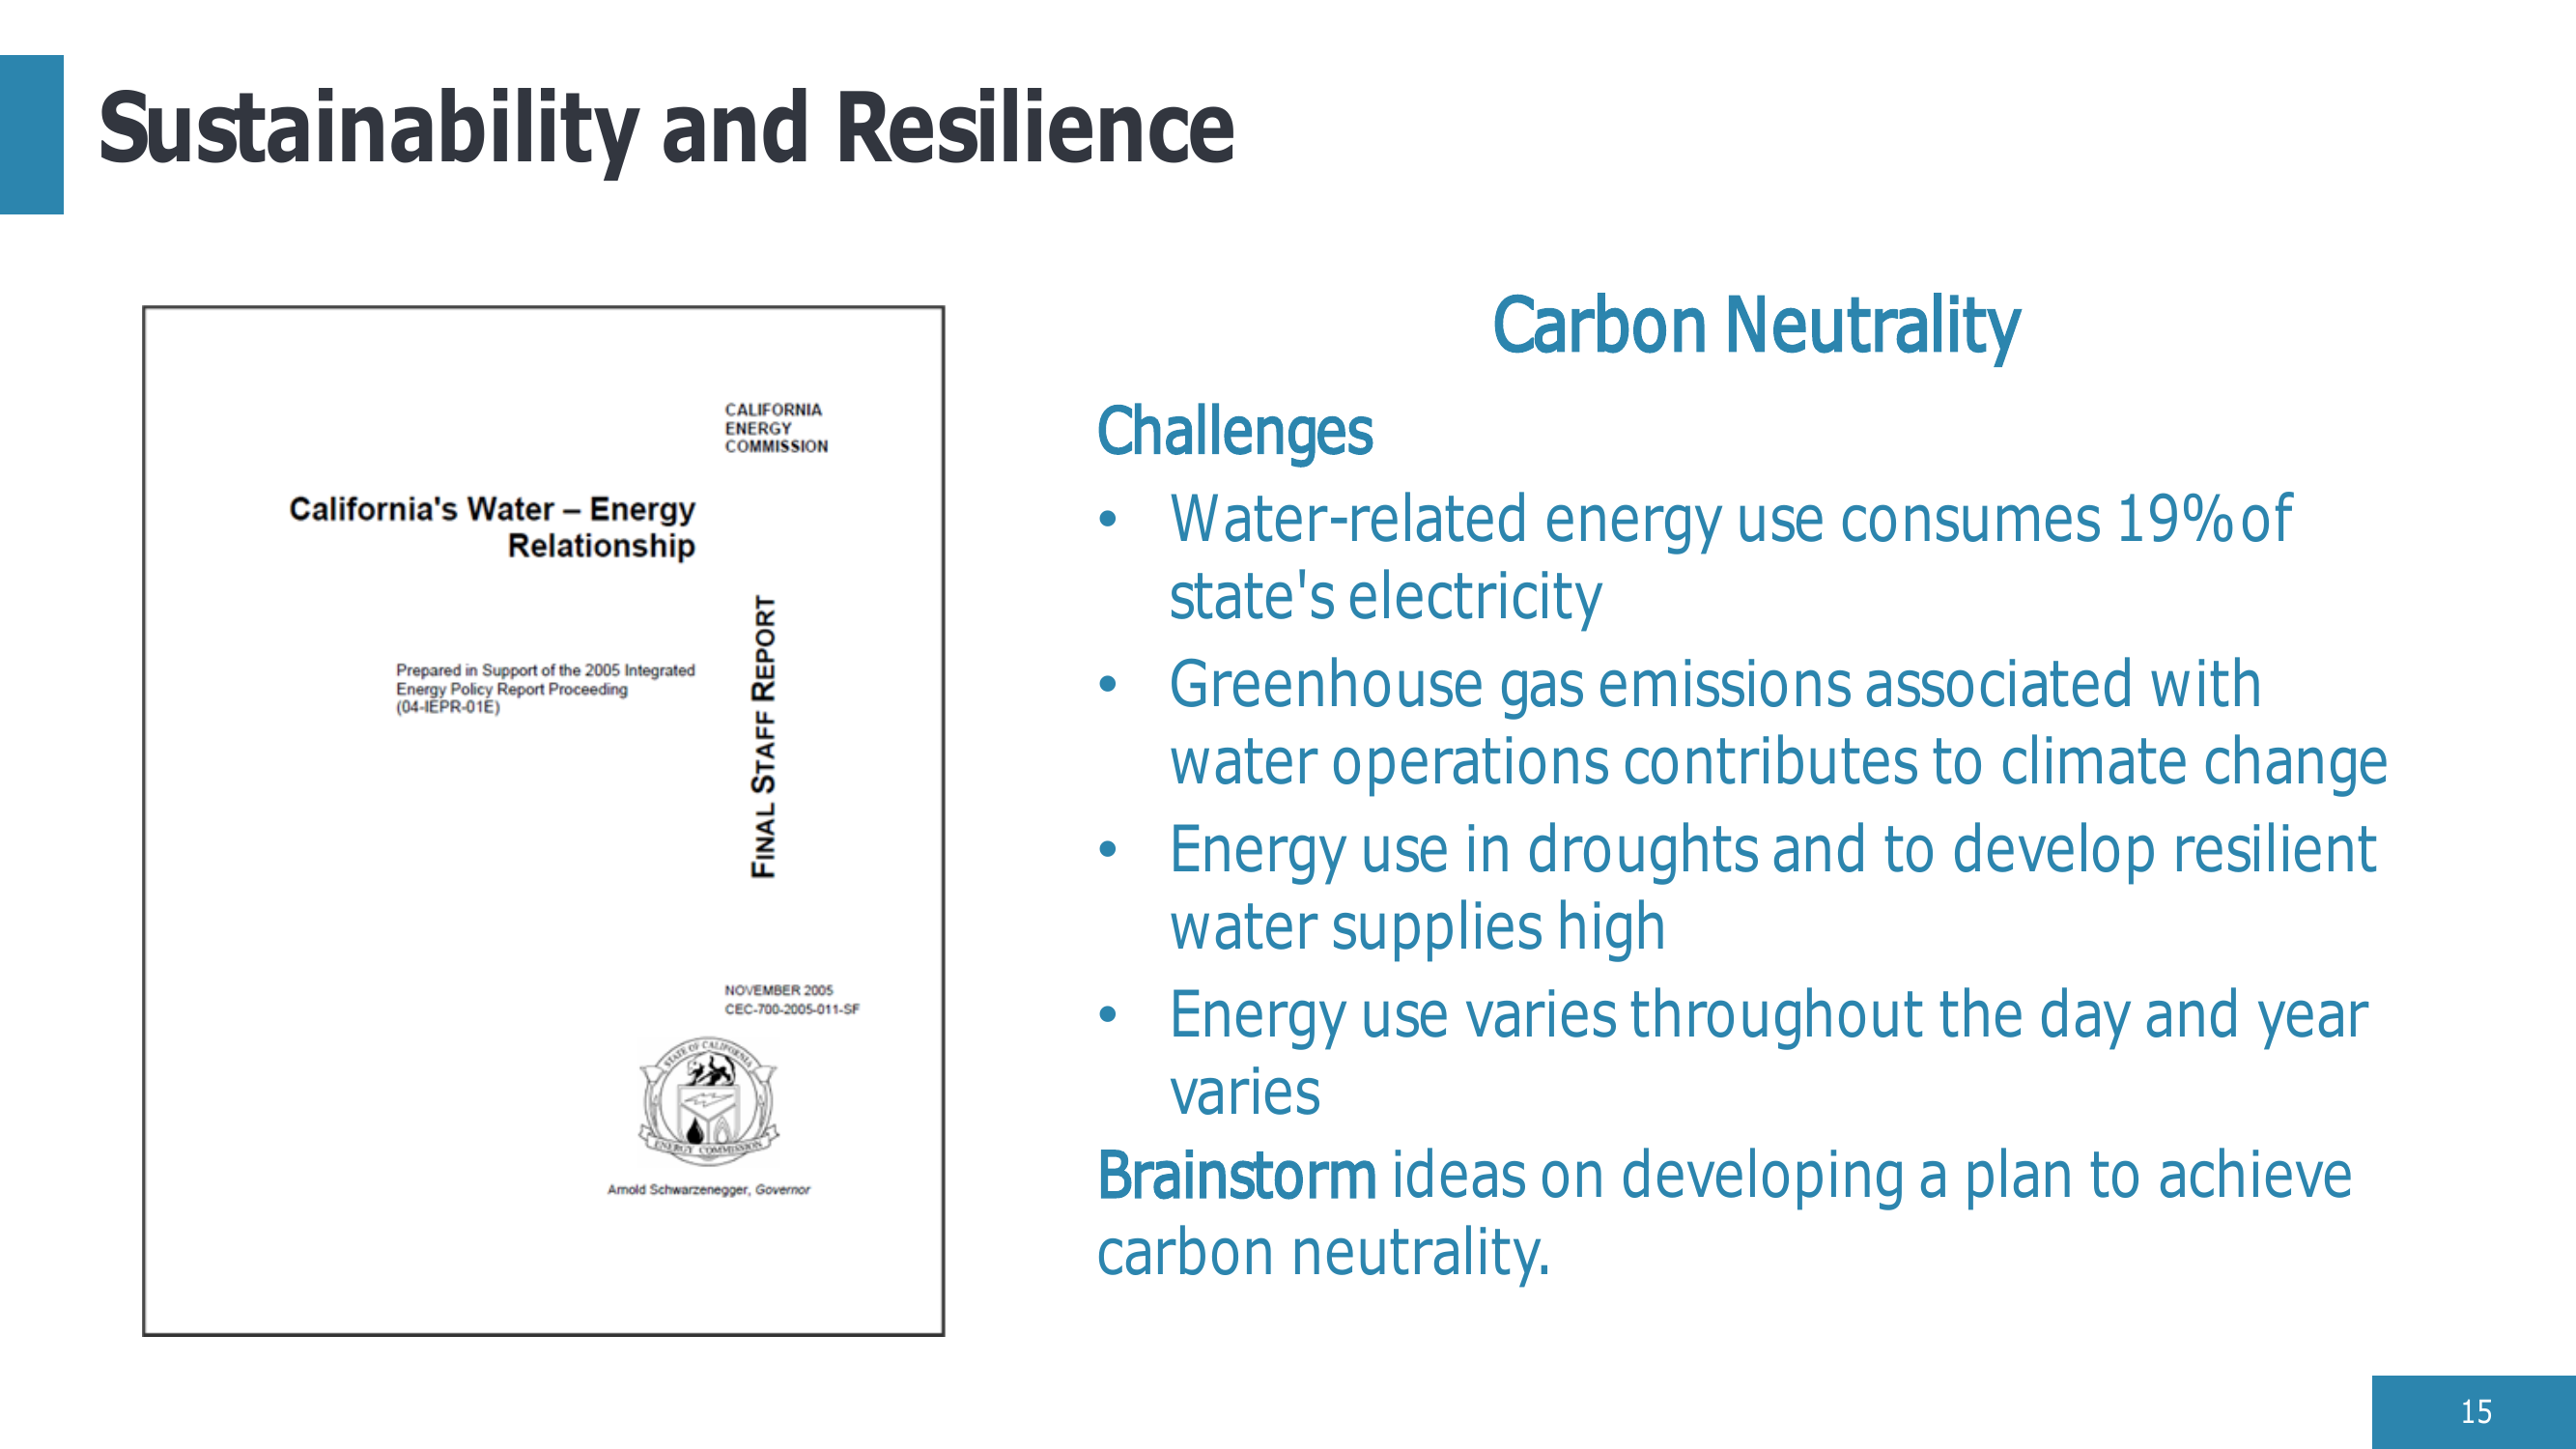 Sustainability and Resilience
CALIFORNIA
ENERGY
COMMISSION
California's Water – Energy
Relationship
Prepared in Support of the 2005 Integrated
Energy Policy Report Proceeding
(04-IEPR-01E)
FINAL STAFF REPORT
NOVEMBER 2005
CEC-700-2005-011-SF
STATE OF CALIFORNIA
ENERGY COMMISSION
Arnold Schwarzenegger, Governor
Carbon Neutrality
Challenges
• Water-related energy use consumes 19% of
state's electricity
• Greenhouse gas emissions associated with
water operations contributes to climate change
• Energy use in droughts and to develop resilient
water supplies high
• Energy use varies throughout the day and year
varies
Brainstorm ideas on developing a plan to achieve
carbon neutrality.
15